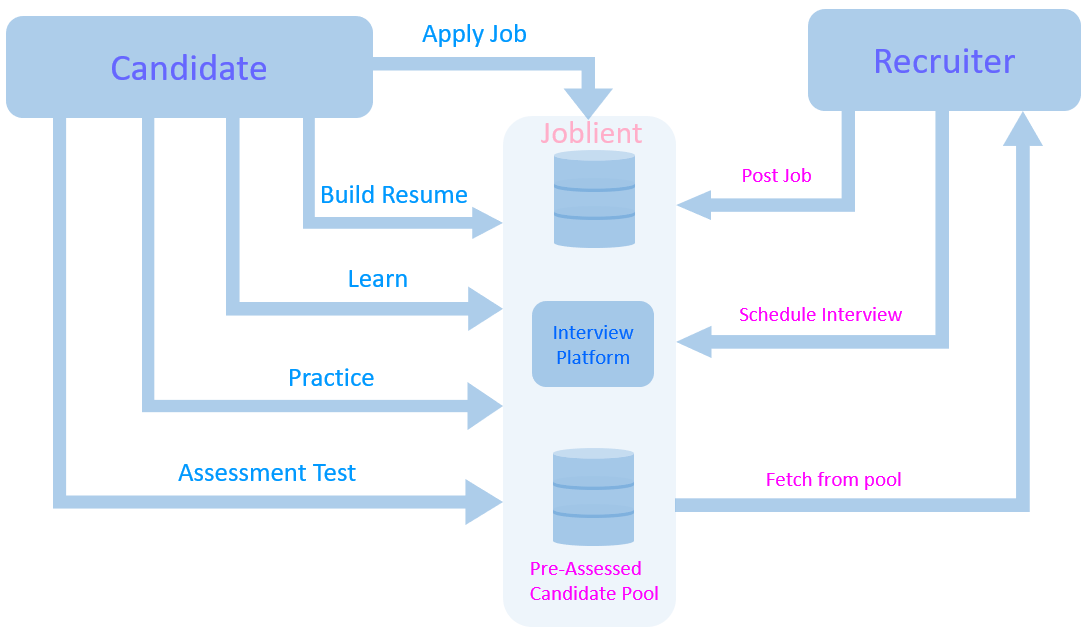 Apply Job
Candidate
Recruiter
Joblient
Post Job
Build Resume
Learn
Schedule Interview
Interview
Platform
Practice
Assessment Test
Fetch from pool
Pre-Assessed
Candidate Pool